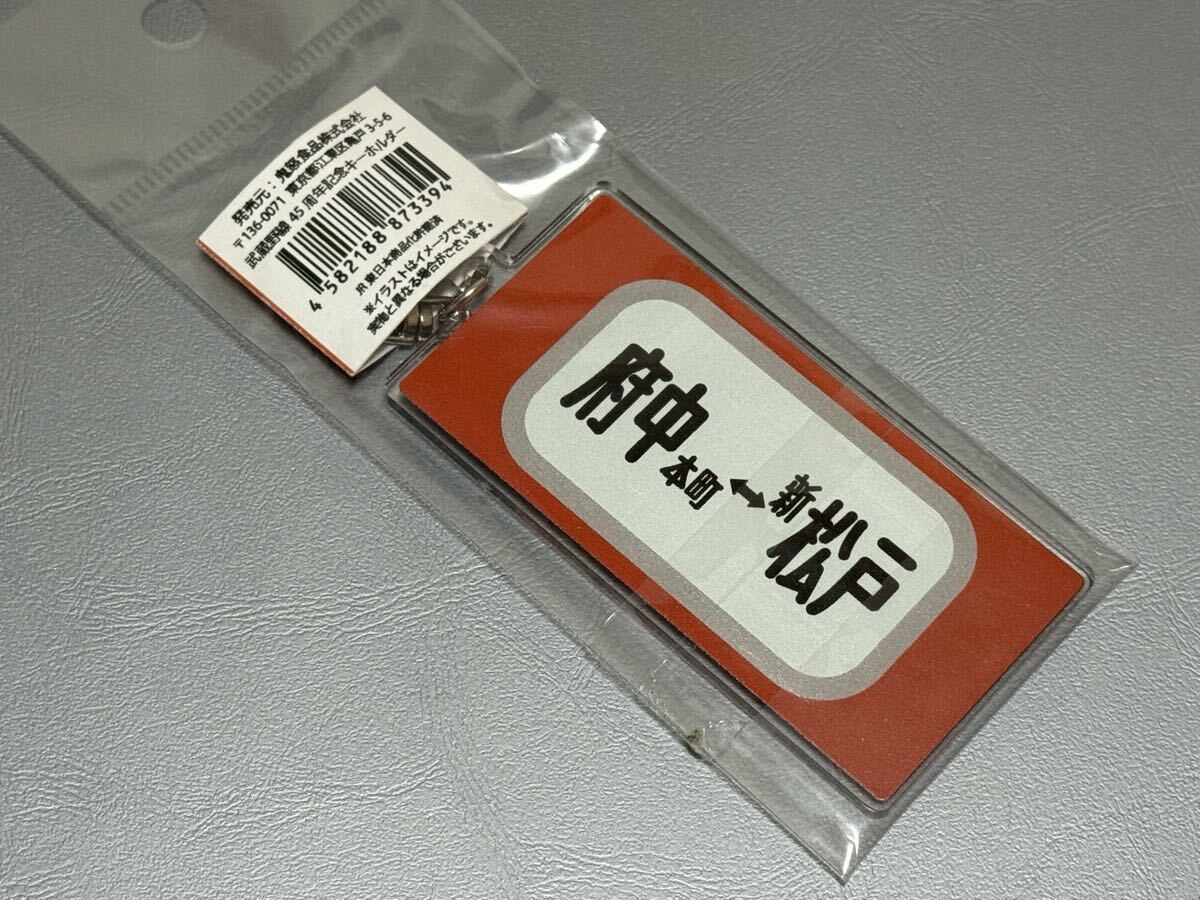 発売元：鬼怒食品株式会社
〒136-0071 東京都江東区亀戸 3-5-6
武蔵野線 45 周年記念キーホルダー
4 582188 873394
JR 東日本商品化許諾済
※イラストはイメージです。
実物と異なる場合がございます。
府中本町↔新松戸